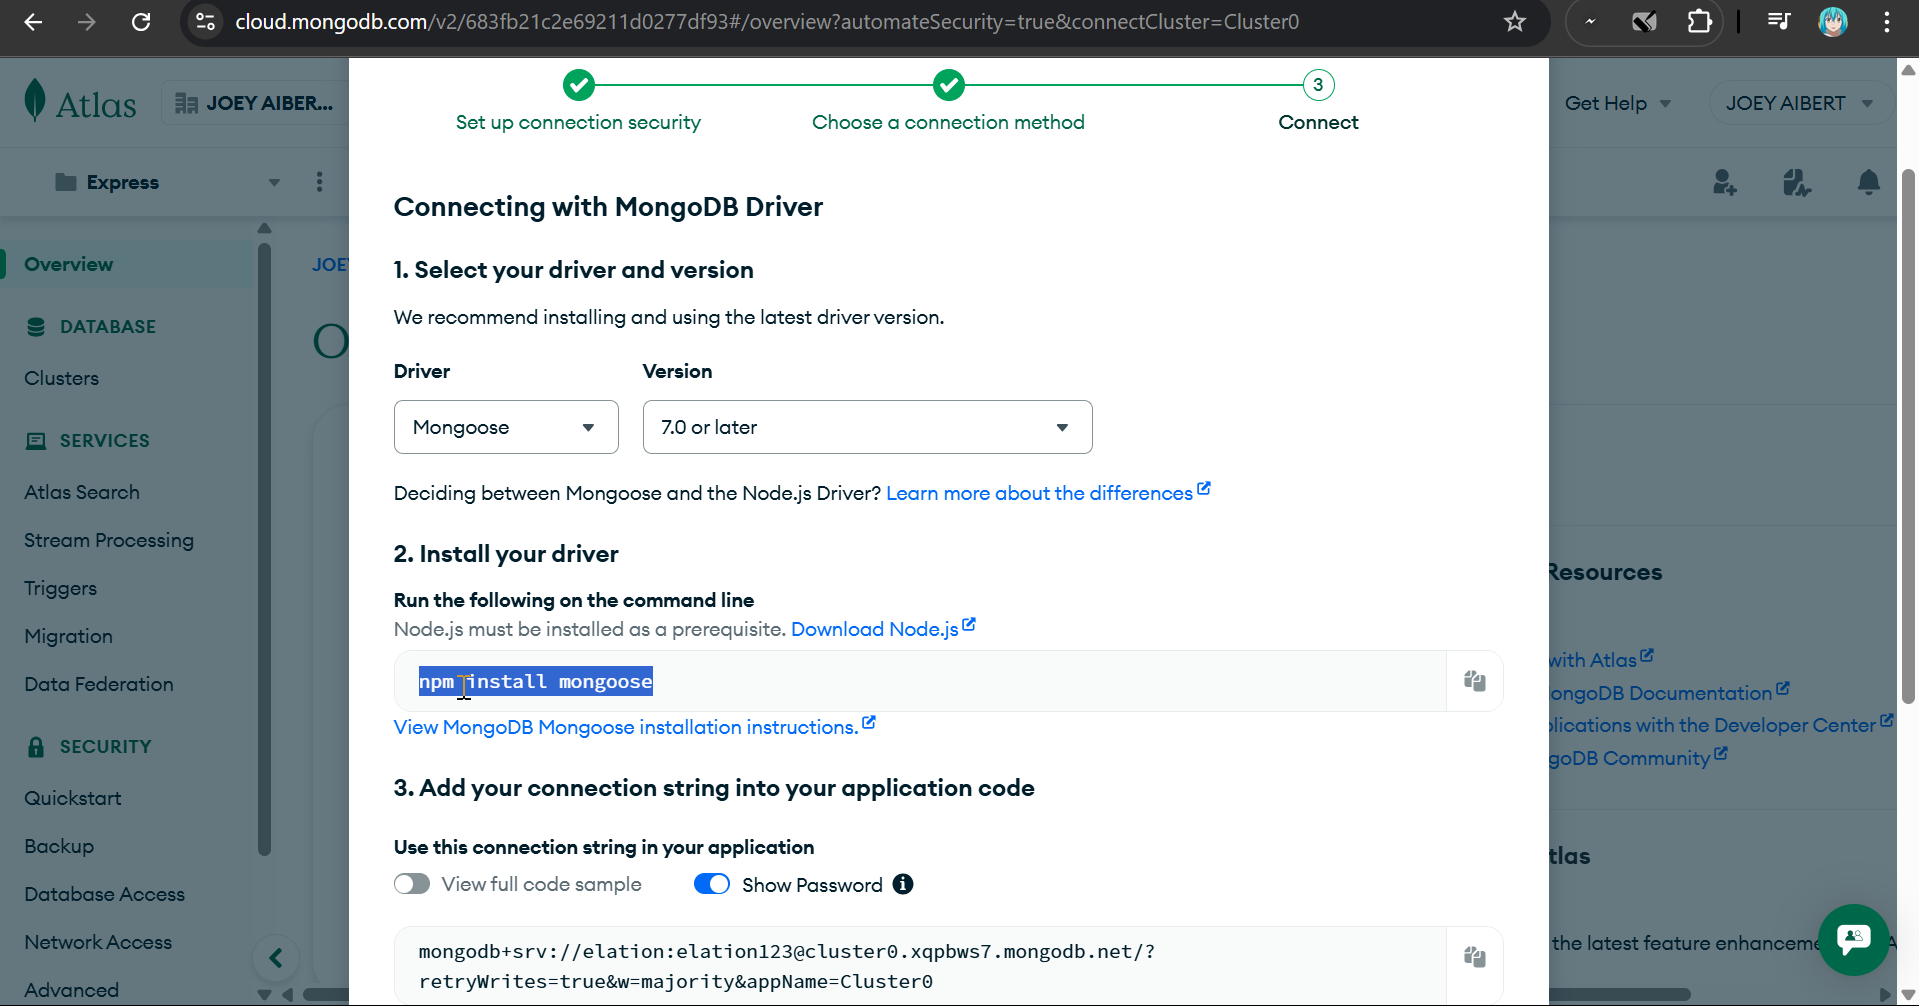 cloud.mongodb.com/v2/683fb21c2e69211d0277df93#/overview?automateSecurity=true&connectCluster=Cluster0
Atlas
JOEY AIBER...
Get Help
JOEY AIBERT
3
Set up connection security
Choose a connection method
Connect
Express
Overview
JOEY
DATABASE
Clusters
SERVICES
Atlas Search
Stream Processing
Triggers
Migration
Data Federation
SECURITY
Quickstart
Backup
Database Access
Network Access
Advanced
Connecting with MongoDB Driver
1. Select your driver and version
We recommend installing and using the latest driver version.
Driver
Version
Mongoose
7.0 or later
Deciding between Mongoose and the Node.js Driver? Learn more about the differences
2. Install your driver
Run the following on the command line
Node.js must be installed as a prerequisite. Download Node.js
npm install mongoose
View MongoDB Mongoose installation instructions.
3. Add your connection string into your application code
Use this connection string in your application
View full code sample
Show Password
mongodb+srv://elation:elation123@cluster0.xqpbws7.mongodb.net/?
retryWrites=true&w=majority&appName=Cluster0
Resources
with Atlas
ongoDB Documentation
plications with the Developer Center
goDB Community
tlas
the latest feature enhanceme